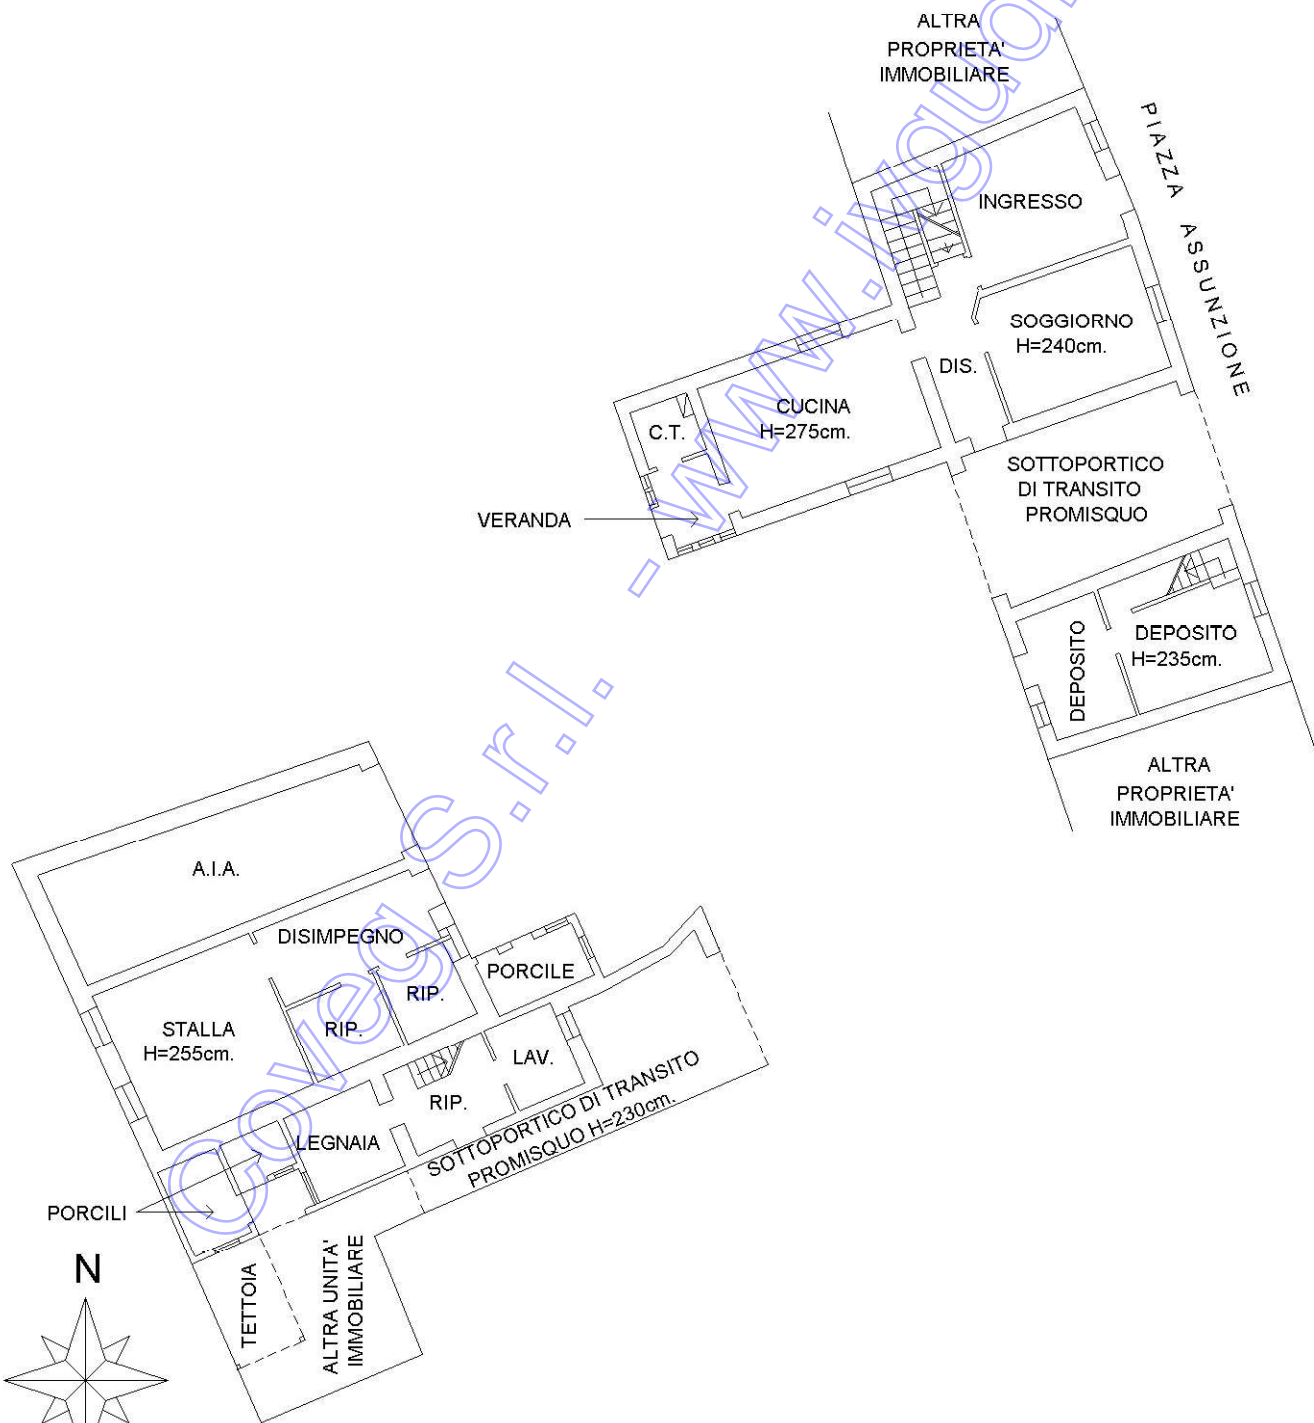 ALTRA
PROPRIETA'
IMMOBILIARE
PIAZZA ASSUNZIONE
INGRESSO
SOGGIORNO
H=240cm.
DIS.
CUCINA
H=275cm.
C.T.
VERANDA
SOTTOPORTICO
DI TRANSITO
PROMISQUO
DEPOSITO
DEPOSITO
H=235cm.
ALTRA
PROPRIETA'
IMMOBILIARE
A.I.A.
DISIMPEGNO
PORCILE
RIP.
RIP.
STALLA
H=255cm.
LAV.
RIP.
LEGNAIA
SOTTOPORTICO DI TRANSITO
PROMISQUO H=230cm.
PORCILI
TETTOIA
ALTRA UNITA'
IMMOBILIARE
N
Coveg S.r.l. - www.ivgua